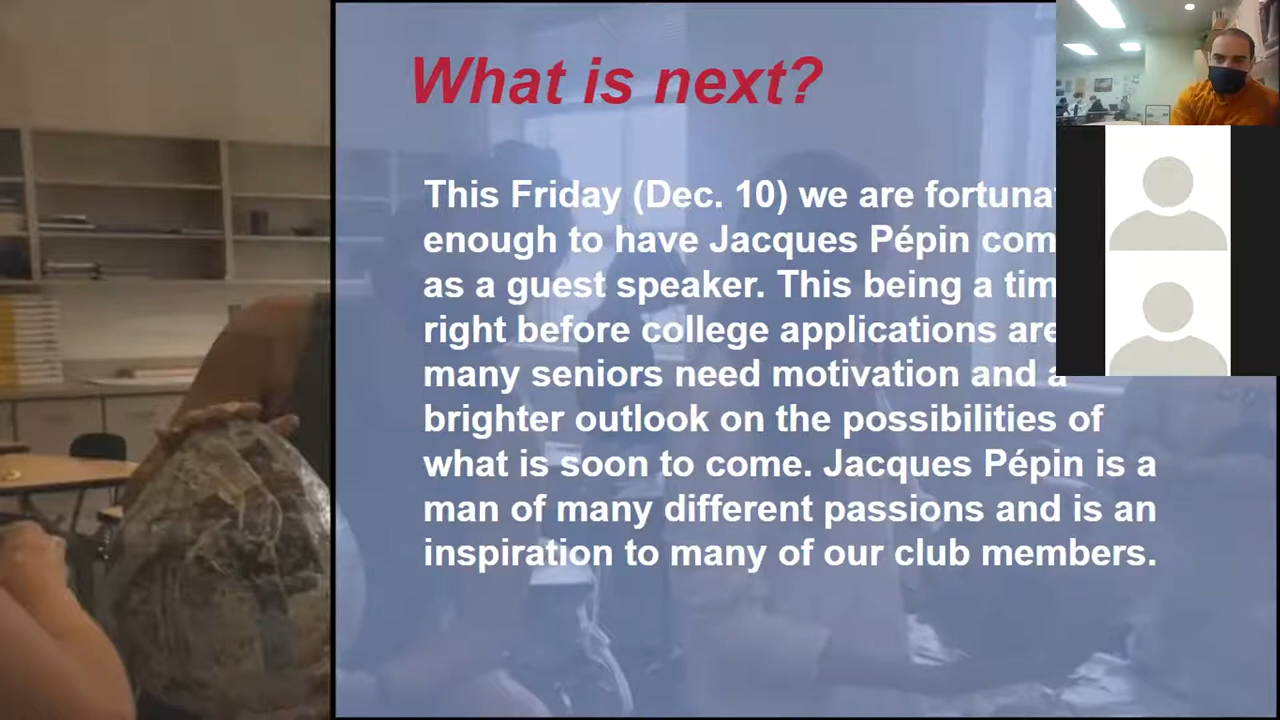 What is next?
This Friday (Dec. 10) we are
enough to have Jacques Pépin
as a guest speaker. This being a
right before college applications are
many seniors need motivation and a
brighter outlook on the possibilities of
what is soon to come. Jacques Pépin is a
man of many different passions and is an
inspiration to many of our club members.